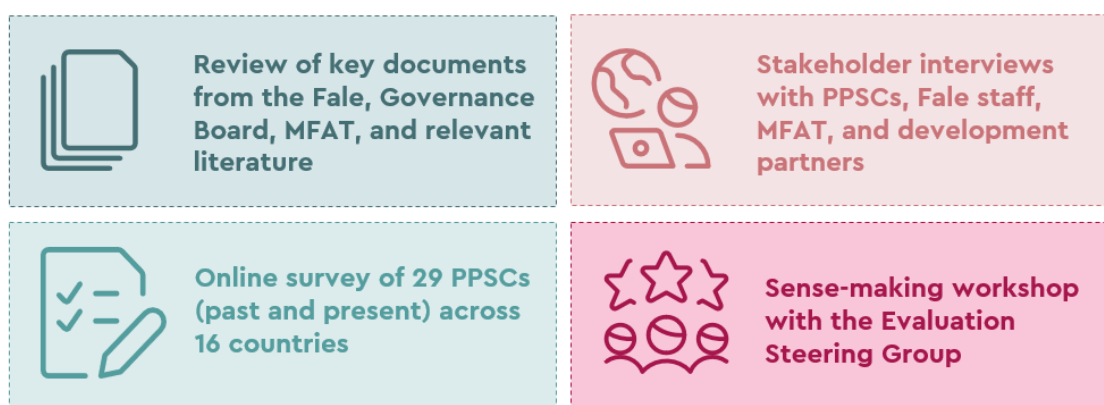 Review of key documents
from the Fale, Governance
Board, MFAT, and relevant
literature
Stakeholder interviews
with PPSCs, Fale staff,
MFAT, and development
partners
Online survey of 29 PPSCs
(past and present) across
16 countries
Sense-making workshop
with the Evaluation
Steering Group